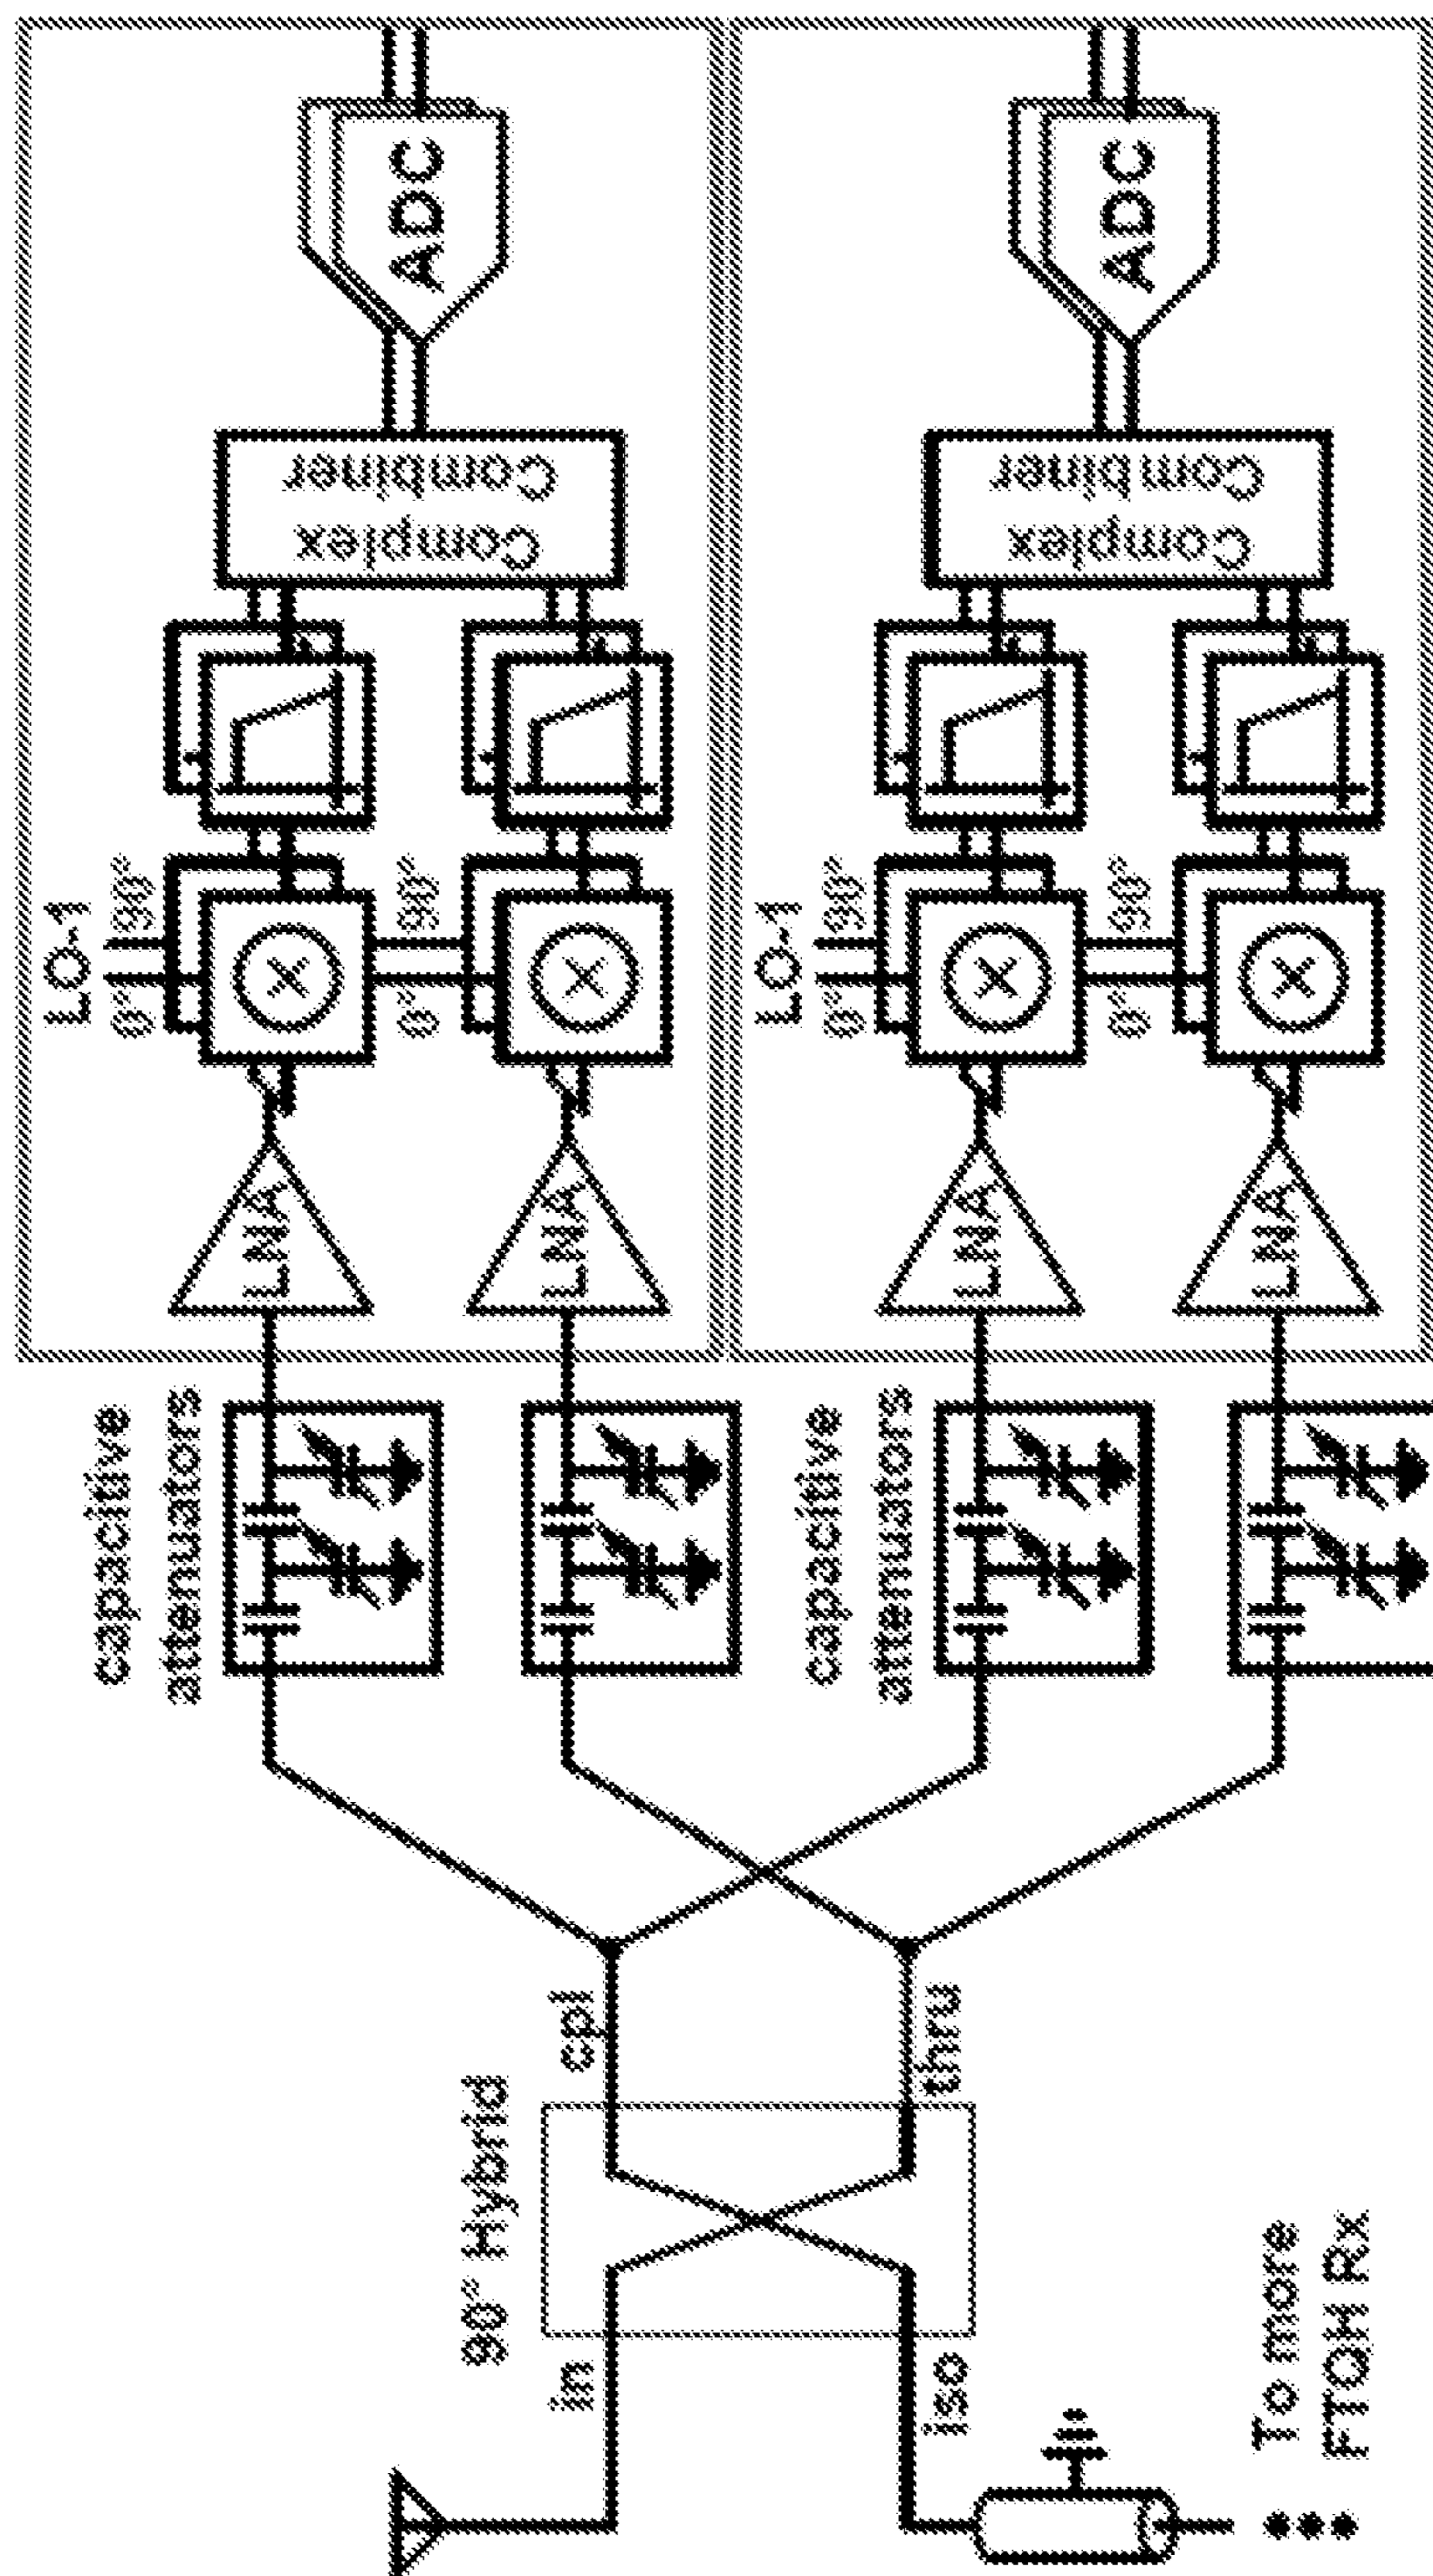 LO-1
0° 90°
LNA
ADC
0° 90°
Complex
Combiner
LNA
capacitive
attenuators
LO-1
0° 90°
LNA
ADC
0° 90°
Complex
Combiner
LNA
capacitive
attenuators
90° Hybrid
in
cpl
iso
thru
To more
FTQH Rx